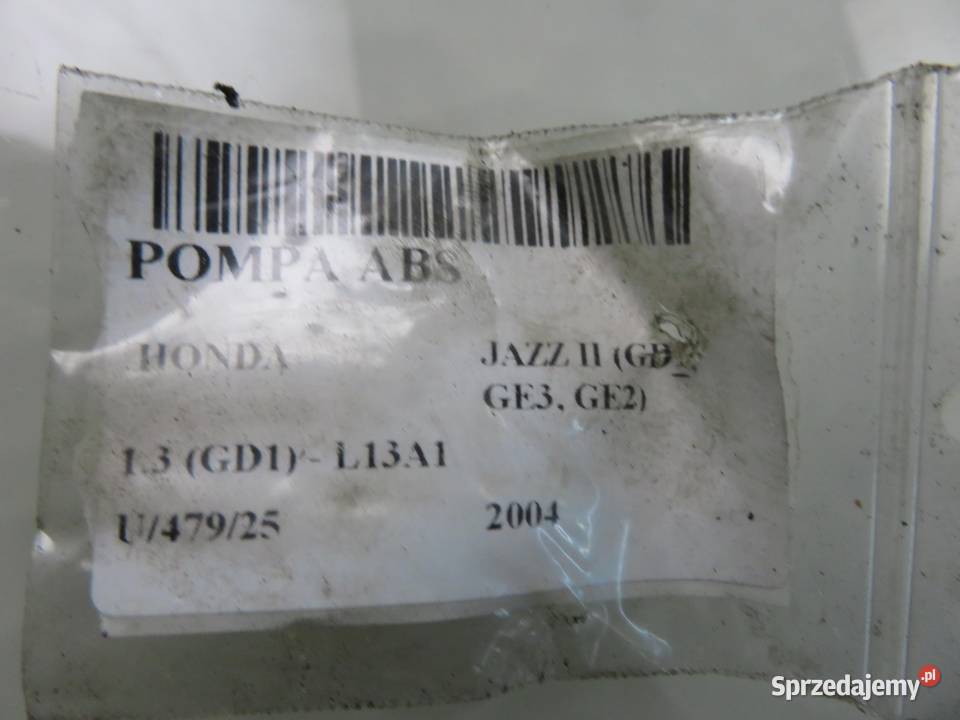 POMPA ABS
HONDA JAZZ II (GD_,
GE3, GE2)
1.3 (GD1) - L13A1
U/479/25 2004
Sprzedajemy.pl